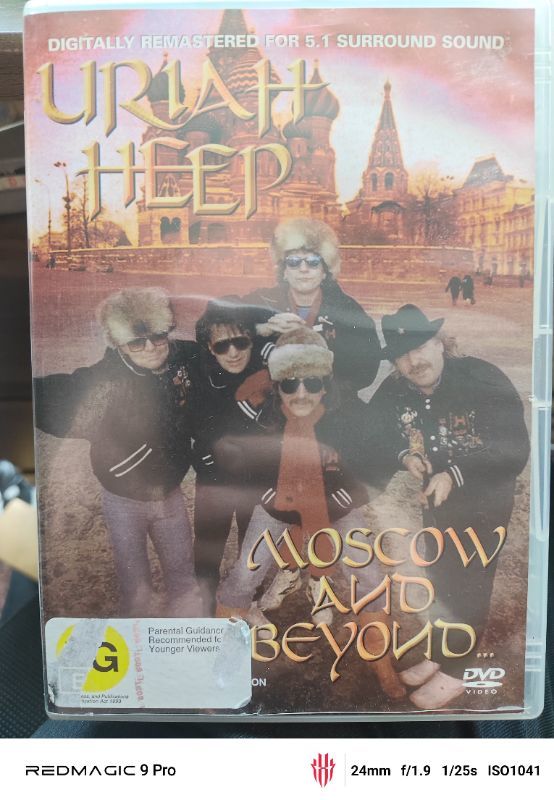 DIGITALLY REMASTERED FOR 5.1 SURROUND SOUND
URIAH
HEEP
MOSCOW
AND
BEYOND...
G
Parental Guidance
Recommended fo
Younger Viewers
ION
DVD
VIDEO
REDMAGIC 9 Pro
24mm f/1.9 1/25s ISO1041